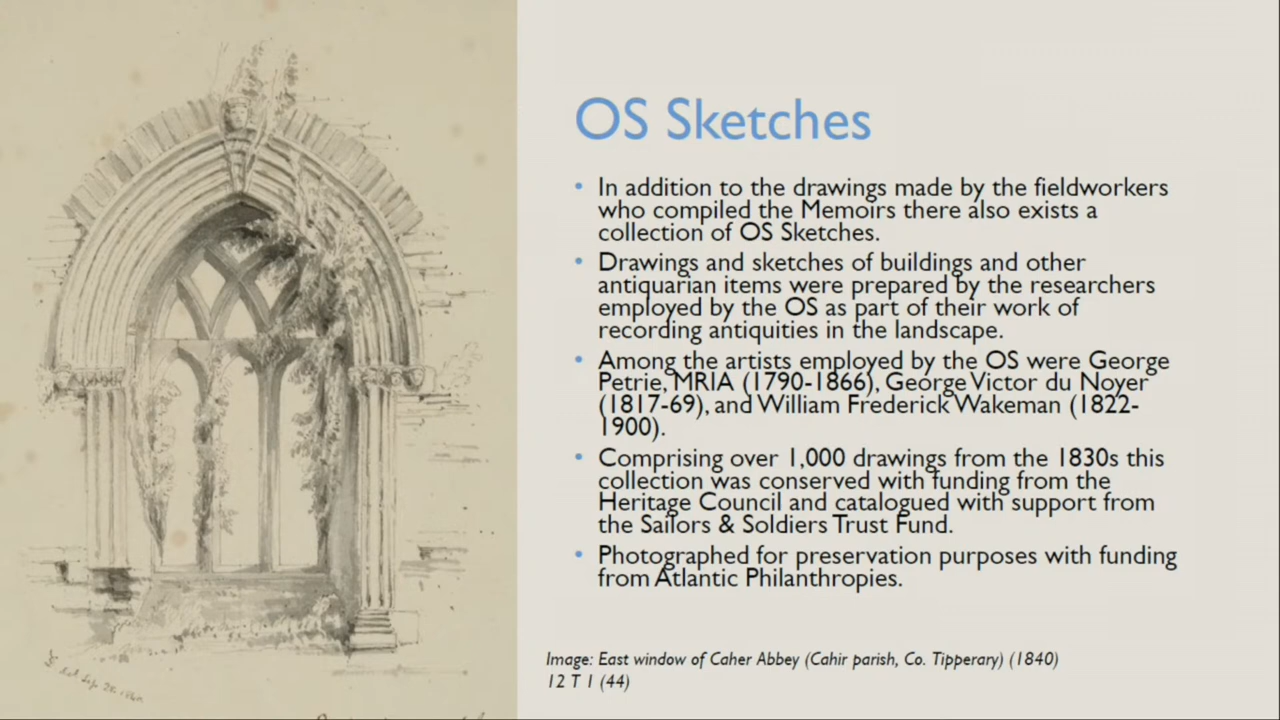 OS Sketches
• In addition to the drawings made by the fieldworkers
who compiled the Memoirs there also exists a
collection of OS Sketches.
• Drawings and sketches of buildings and other
antiquarian items were prepared by the researchers
employed by the OS as part of their work of
recording antiquities in the landscape.
• Among the artists employed by the OS were George
Petrie, MRIA (1790-1866), George Victor du Noyer
(1817-69), and William Frederick Wakeman (1822-
1900).
• Comprising over 1,000 drawings from the 1830s this
collection was conserved with funding from the
Heritage Council and catalogued with support from
the Sailors & Soldiers Trust Fund.
• Photographed for preservation purposes with funding
from Atlantic Philanthropies.
Image: East window of Caher Abbey (Cahir parish, Co. Tipperary) (1840)
12 T 1 (44)